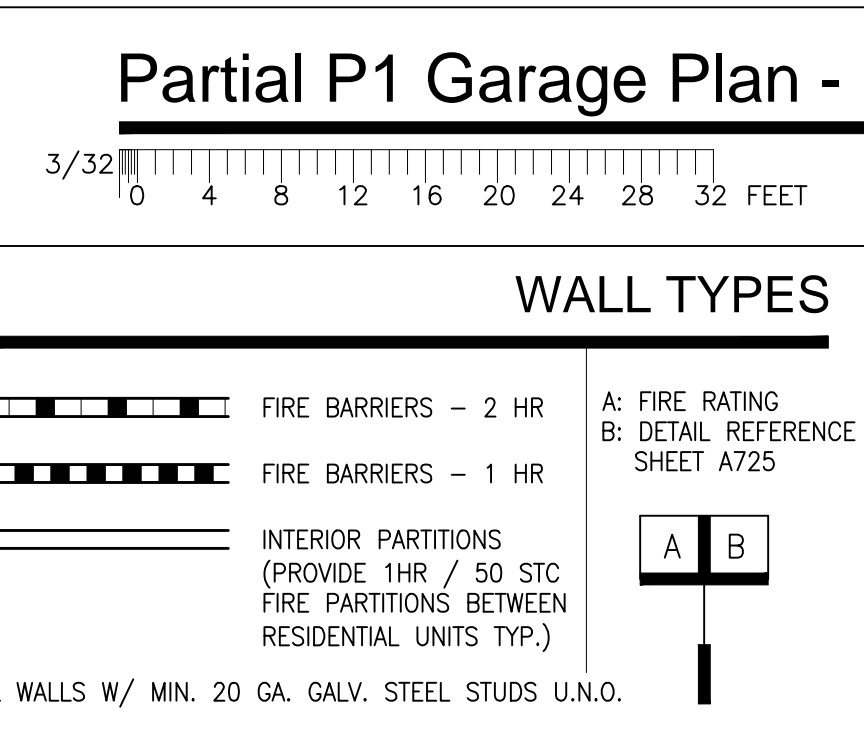 Partial P1 Garage Plan -
3/32
0 4 8 12 16 20 24 28 32 FEET
WALL TYPES
FIRE BARRIERS – 2 HR
FIRE BARRIERS – 1 HR
INTERIOR PARTITIONS
(PROVIDE 1HR / 50 STC
FIRE PARTITIONS BETWEEN
RESIDENTIAL UNITS TYP.)
A: FIRE RATING
B: DETAIL REFERENCE
SHEET A725
A B
WALLS W/ MIN. 20 GA. GALV. STEEL STUDS U.N.O.